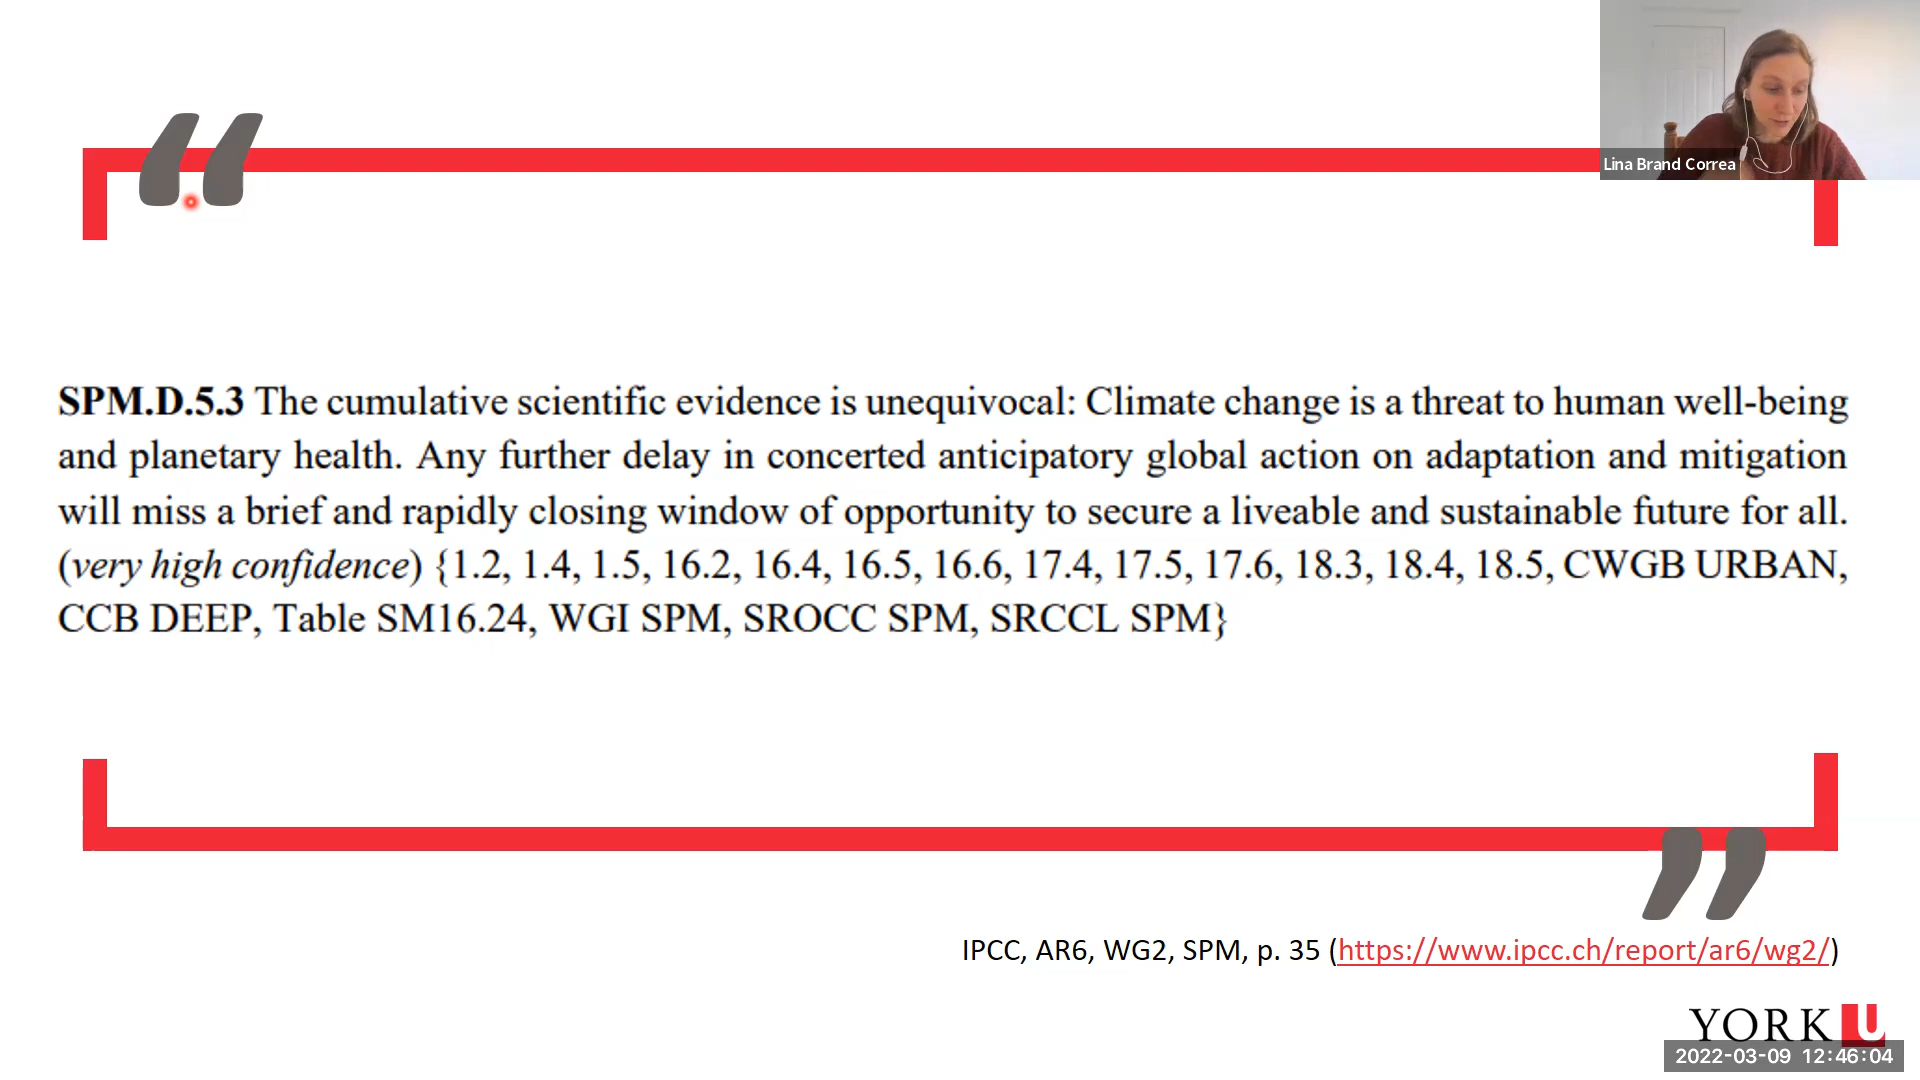 Lina Brand Correa
“
SPM.D.5.3 The cumulative scientific evidence is unequivocal: Climate change is a threat to human well-being
and planetary health. Any further delay in concerted anticipatory global action on adaptation and mitigation
will miss a brief and rapidly closing window of opportunity to secure a liveable and sustainable future for all.
(very high confidence) {1.2, 1.4, 1.5, 16.2, 16.4, 16.5, 16.6, 17.4, 17.5, 17.6, 18.3, 18.4, 18.5, CWGB URBAN,
CCB DEEP, Table SM16.24, WGI SPM, SROCC SPM, SRCCL SPM}
”
IPCC, AR6, WG2, SPM, p. 35 (https://www.ipcc.ch/report/ar6/wg2/)
YORK U
2022-03-09 12:46:04